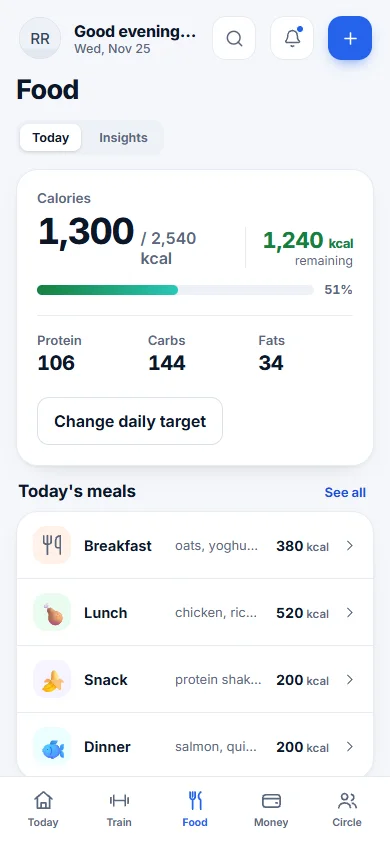 RR
Good evening...
Wed, Nov 25
Food
Today
Insights
Calories
1,300 / 2,540 kcal
1,240 kcal
remaining
51%
Protein
Carbs
Fats
106
144
34
Change daily target
Today's meals
See all
Breakfast oats, yoghu... 380 kcal
Lunch chicken, ric... 520 kcal
Snack protein shak... 200 kcal
Dinner salmon, qui... 200 kcal
Today
Train
Food
Money
Circle